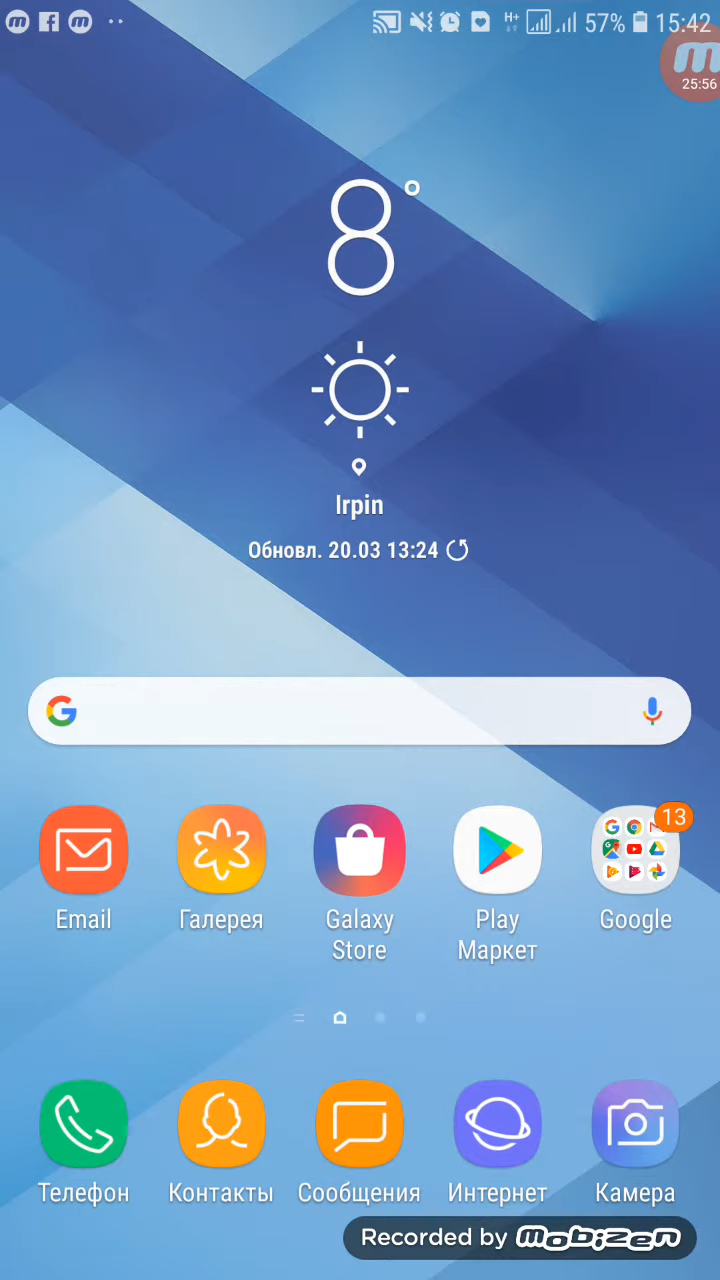 H+ 57% 15:42
25:56
8°
Irpin
Обновл. 20.03 13:24
13
Email
Галерея
Galaxy
Store
Play
Маркет
Google
Телефон
Контакты
Сообщения
Интернет
Камера
Recorded by mobizen